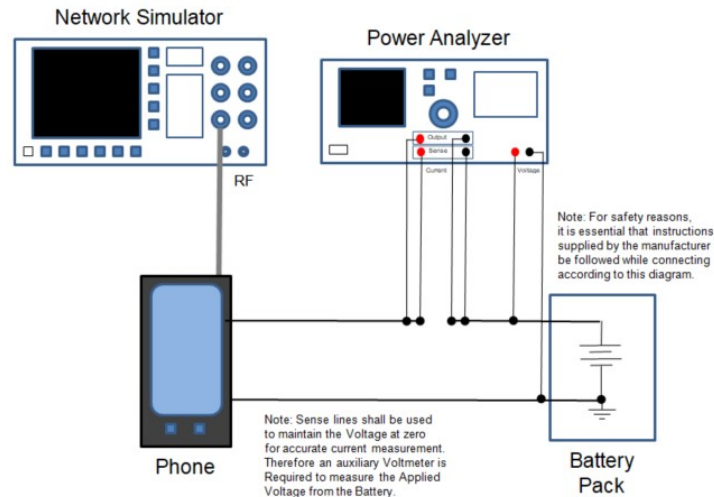 Network Simulator
Power Analyzer
Output
Sense
Current
Voltage
RF
Note: For safety reasons,
it is essential that instructions
supplied by the manufacturer
be followed while connecting
according to this diagram.
Note: Sense lines shall be used
to maintain the Voltage at zero
for accurate current measurement.
Therefore an auxiliary Voltmeter is
Required to measure the Applied
Voltage from the Battery.
Phone
Battery
Pack